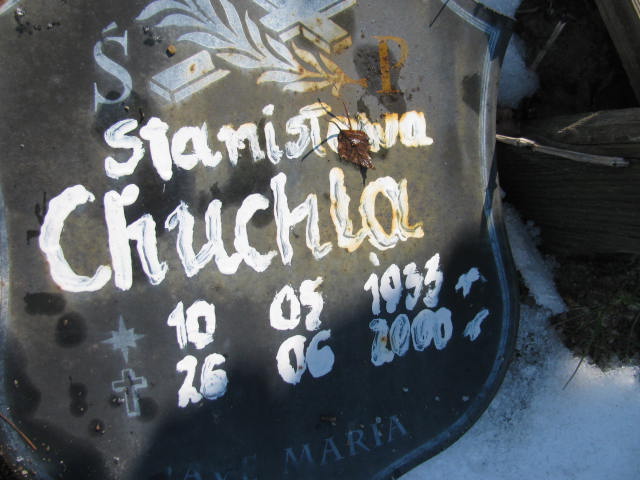 Ś P
Stanisława
Chuchla
10 05 1933 r
26 06 2000 r
AVE MARIA